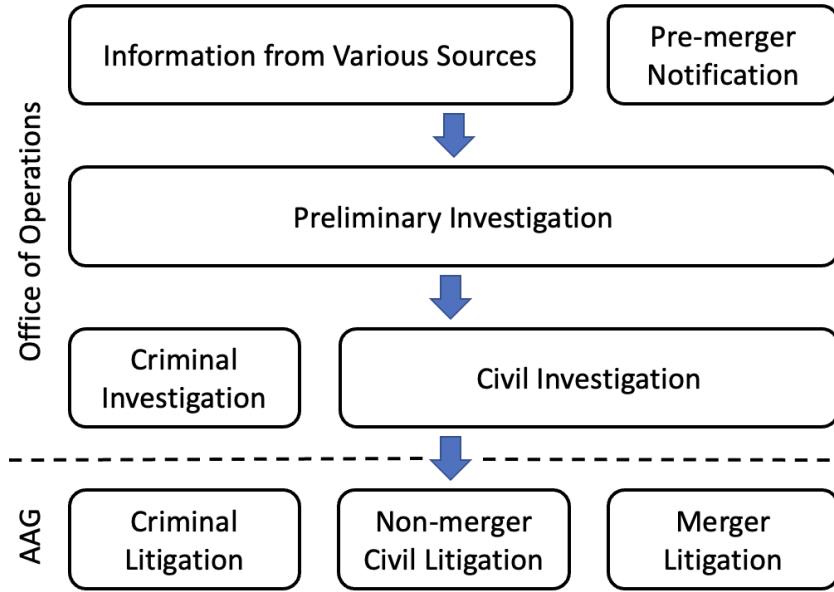 Information from Various Sources
Pre-merger
Notification
Office of Operations
Preliminary Investigation
Criminal
Investigation
Civil Investigation
AAG
Criminal
Litigation
Non-merger
Civil Litigation
Merger
Litigation